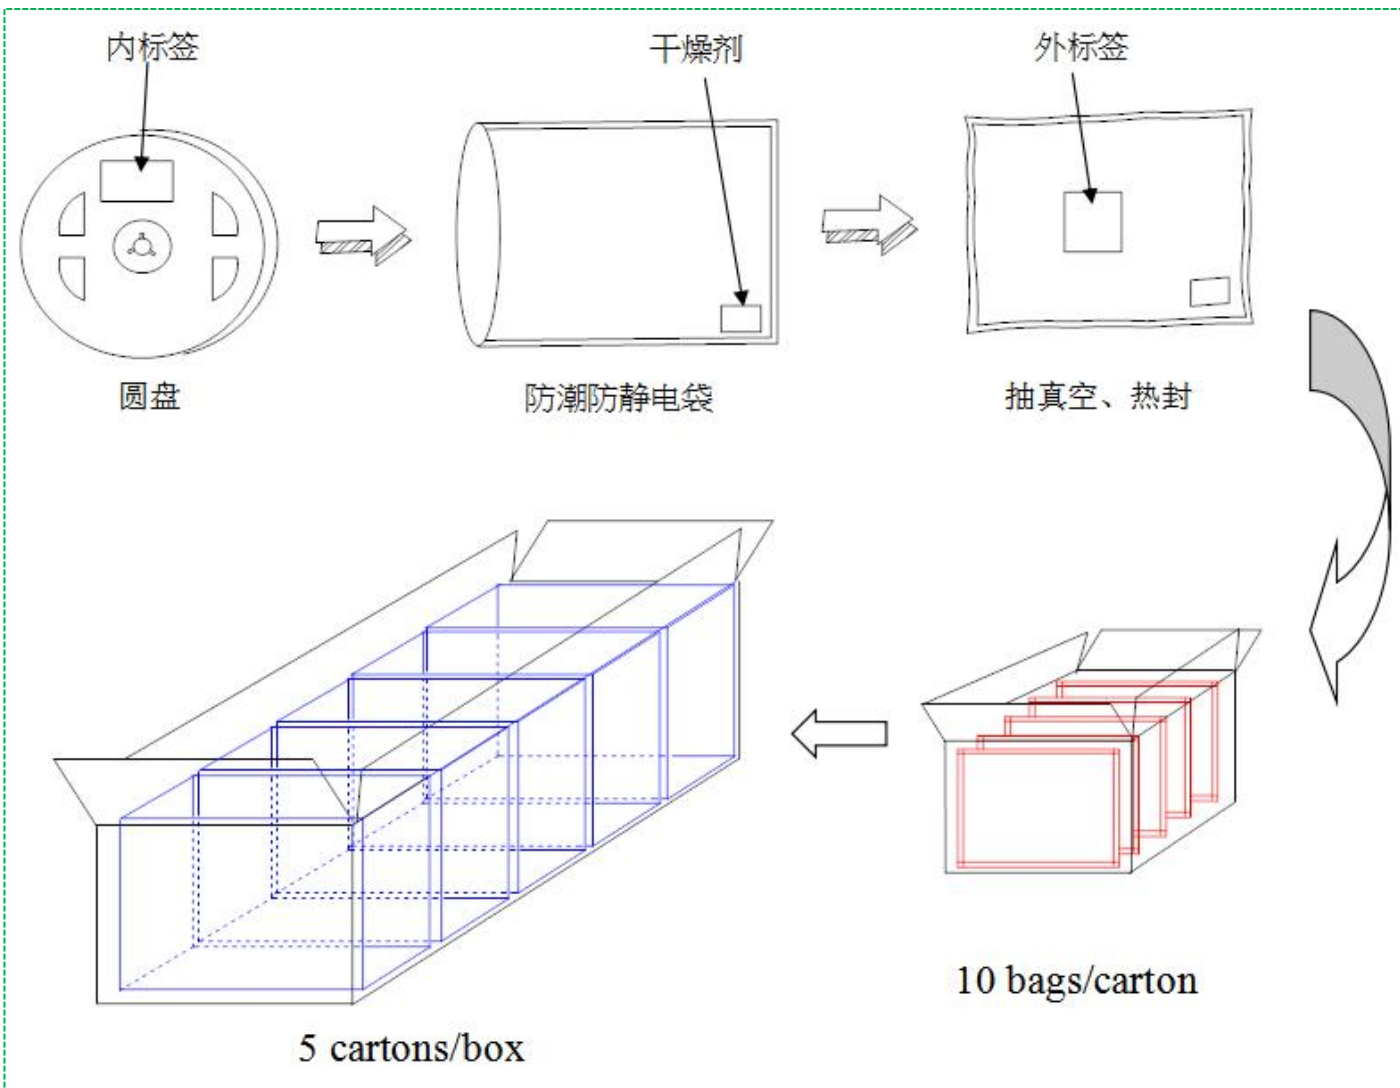 内标签
干燥剂
外标签
圆盘
防潮防静电袋
抽真空、热封
10 bags/carton
5 cartons/box